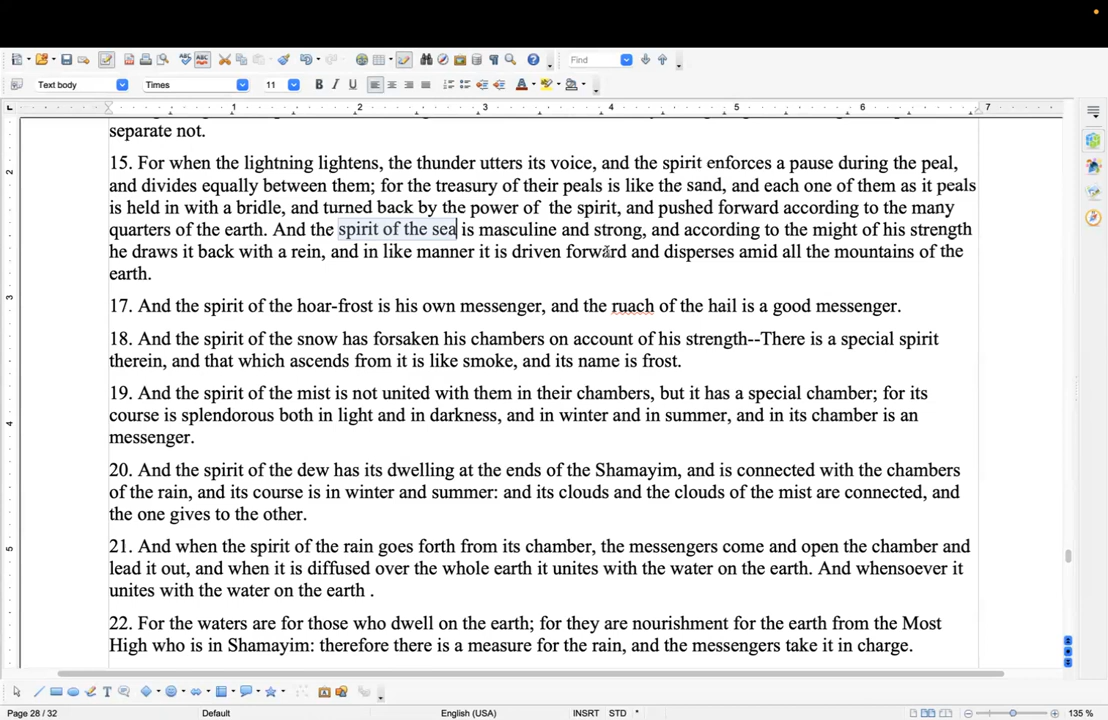 Find
Text body
Times
11
B I U
1 2 3 4 5 6 7
separate not.
15. For when the lightning lightens, the thunder utters its voice, and the spirit enforces a pause during the peal,
and divides equally between them; for the treasury of their peals is like the sand, and each one of them as it peals
is held in with a bridle, and turned back by the power of  the spirit, and pushed forward according to the many
quarters of the earth. And the spirit of the sea is masculine and strong, and according to the might of his strength
he draws it back with a rein, and in like manner it is driven forward and disperses amid all the mountains of the
earth.
17. And the spirit of the hoar-frost is his own messenger, and the ruach of the hail is a good messenger.
18. And the spirit of the snow has forsaken his chambers on account of his strength--There is a special spirit
therein, and that which ascends from it is like smoke, and its name is frost.
19. And the spirit of the mist is not united with them in their chambers, but it has a special chamber; for its
course is splendorous both in light and in darkness, and in winter and in summer, and in its chamber is an
messenger.
20. And the spirit of the dew has its dwelling at the ends of the Shamayim, and is connected with the chambers
of the rain, and its course is in winter and summer: and its clouds and the clouds of the mist are connected, and
the one gives to the other.
21. And when the spirit of the rain goes forth from its chamber, the messengers come and open the chamber and
lead it out, and when it is diffused over the whole earth it unites with the water on the earth. And whensoever it
unites with the water on the earth .
22. For the waters are for those who dwell on the earth; for they are nourishment for the earth from the Most
High who is in Shamayim: therefore there is a measure for the rain, and the messengers take it in charge.
2
3
4
5
Page 28 / 32
Default
English (USA)
INSRT
STD
*
135 %